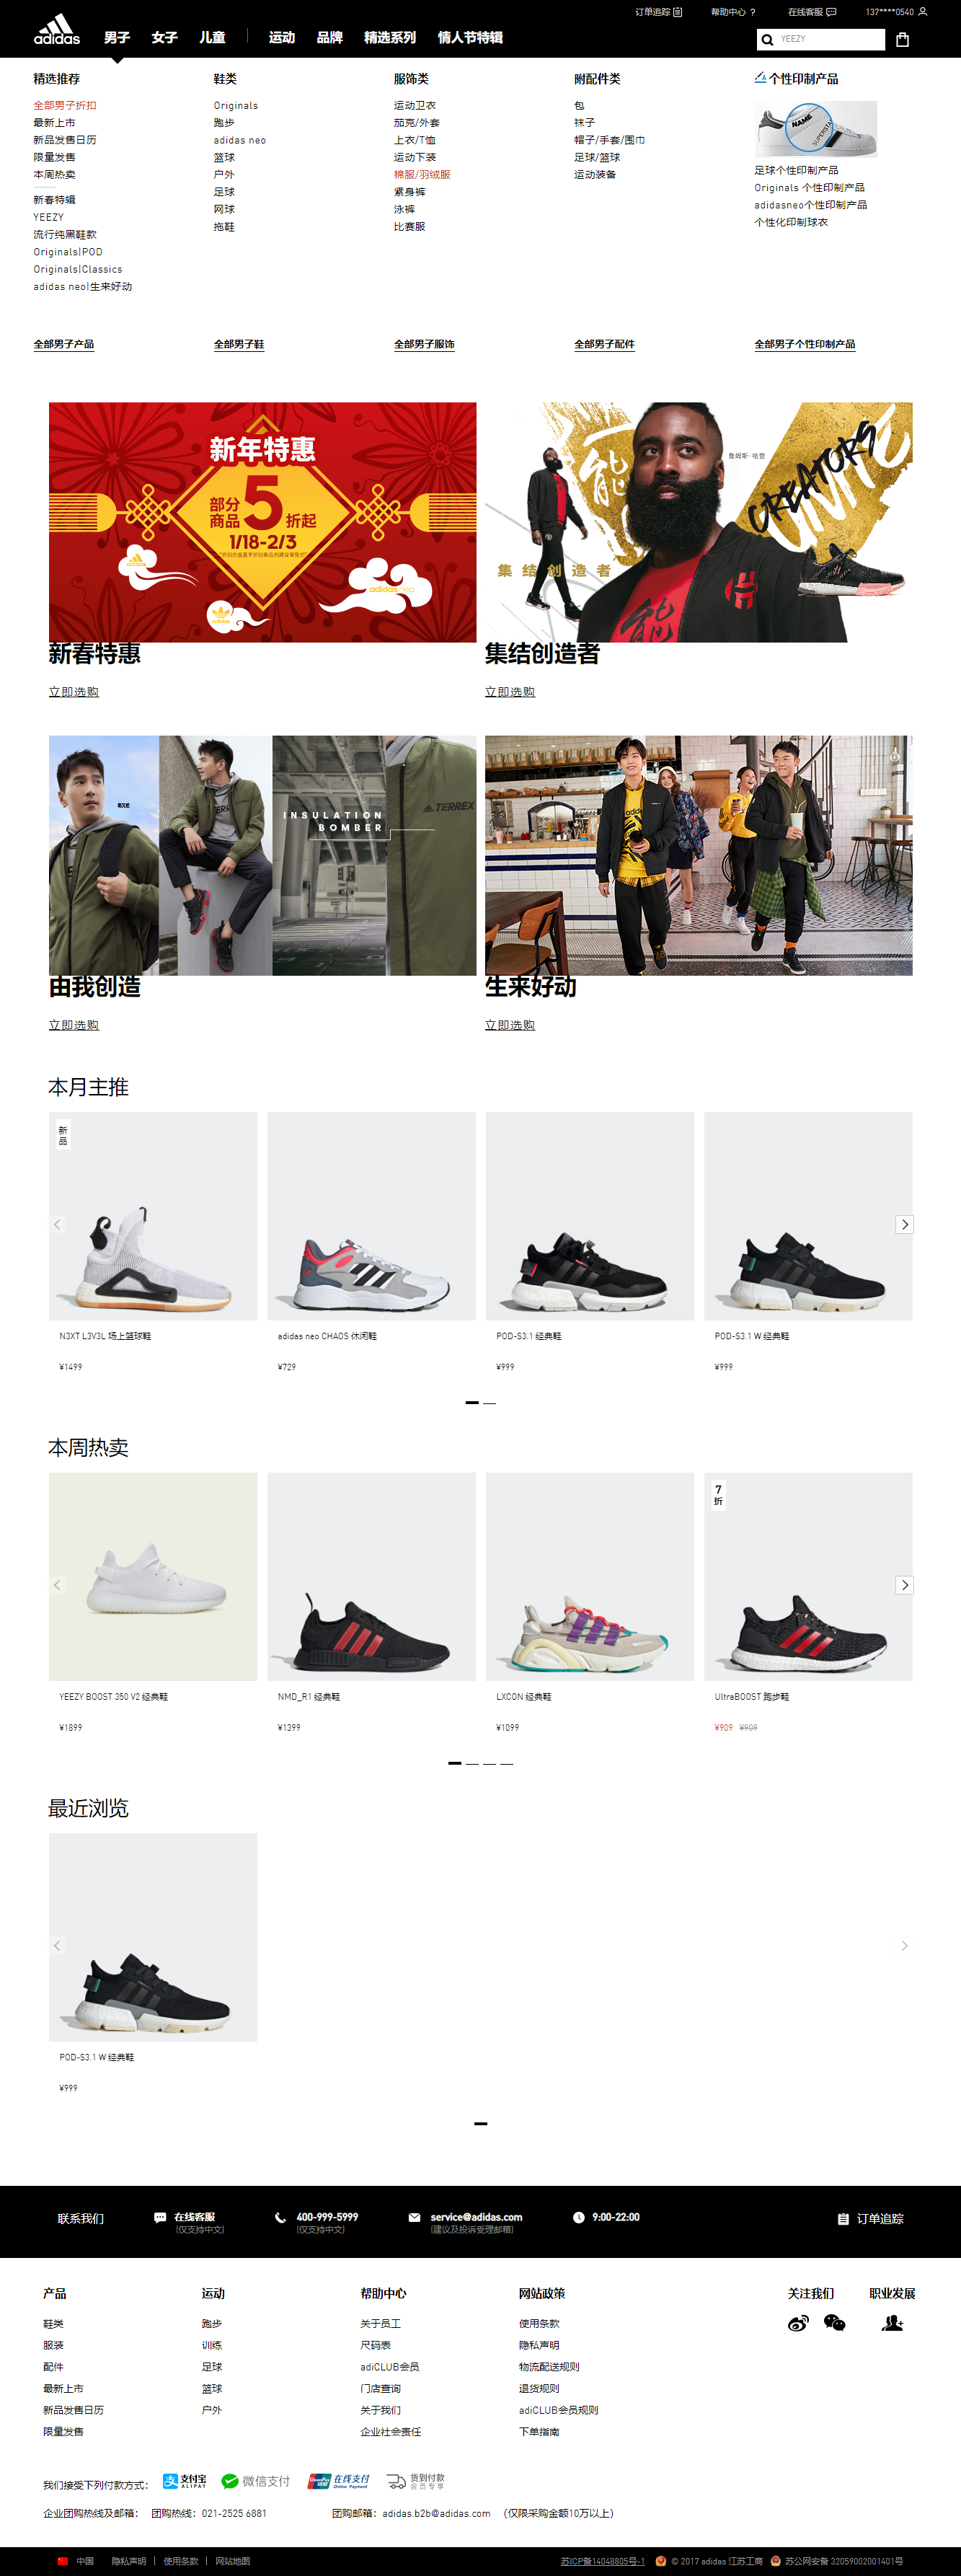 订单追踪 帮助中心 ? 在线客服 137****0540
adidas 男子 女子 儿童 运动 品牌 精选系列 情人节特辑 YEEZY
精选推荐
全部男子折扣
最新上市
新品发售日历
限量发售
本周热卖
新春特辑
YEEZY
流行纯黑鞋款
Originals|POD
Originals|Classics
adidas neo|生来好动
全部男子产品
鞋类
Originals
跑步
adidas neo
篮球
户外
足球
网球
拖鞋
全部男子鞋
服饰类
运动卫衣
茄克/外套
上衣/T恤
运动下装
棉服/羽绒服
紧身裤
泳裤
比赛服
全部男子服饰
附配件类
包
袜子
帽子/手套/围巾
足球/篮球
运动装备
全部男子配件
个性印制产品
NAME
SUPERSTA
足球个性印制产品
Originals 个性印制产品
adidasneo个性印制产品
个性化印制球衣
全部男子个性印制产品
新年特惠
部分商品5折起
1/18-2/3
adidas
adidas neo
新春特惠
立即选购
能
詹姆斯·哈登
CREATORS
集结创造者
能
集结创造者
立即选购
INSULATION
BOMBER
TERREX
由我创造
立即选购
adidas
生来好动
立即选购
本月主推
新品
N3XT L3V3L 场上篮球鞋
¥1499
adidas neo CHAOS 休闲鞋
¥729
POD-S3.1 经典鞋
¥999
POD-S3.1 W 经典鞋
¥999
本周热卖
7折
YEEZY BOOST 350 V2 经典鞋
¥1899
NMD_R1 经典鞋
¥1399
LXCON 经典鞋
¥1099
UltraBOOST 跑步鞋
¥909 ¥909
最近浏览
POD-S3.1 W 经典鞋
¥999
联系我们
在线客服
(仅支持中文)
400-999-5999
(仅支持中文)
service@adidas.com
(建议及投诉受理邮箱)
9:00-22:00
订单追踪
产品
鞋类
服装
配件
最新上市
新品发售日历
限量发售
运动
跑步
训练
足球
篮球
户外
帮助中心
关于员工
尺码表
adiCLUB会员
门店查询
关于我们
企业社会责任
网站政策
使用条款
隐私声明
物流配送规则
退货规则
adiCLUB会员规则
下单指南
关注我们
职业发展
我们接受下列付款方式：
支付宝
ALIPAY
微信支付
UnionPay 银联
在线支付
Online Payment
货到付款
会员专享
企业团购热线及邮箱： 团购热线：021-2525 6881 团购邮箱：adidas.b2b@adidas.com （仅限采购金额10万以上）
中国 隐私声明 | 使用条款 | 网站地图 苏ICP备14048805号-1 © 2017 adidas 江苏工商 苏公网安备 32059002001401号